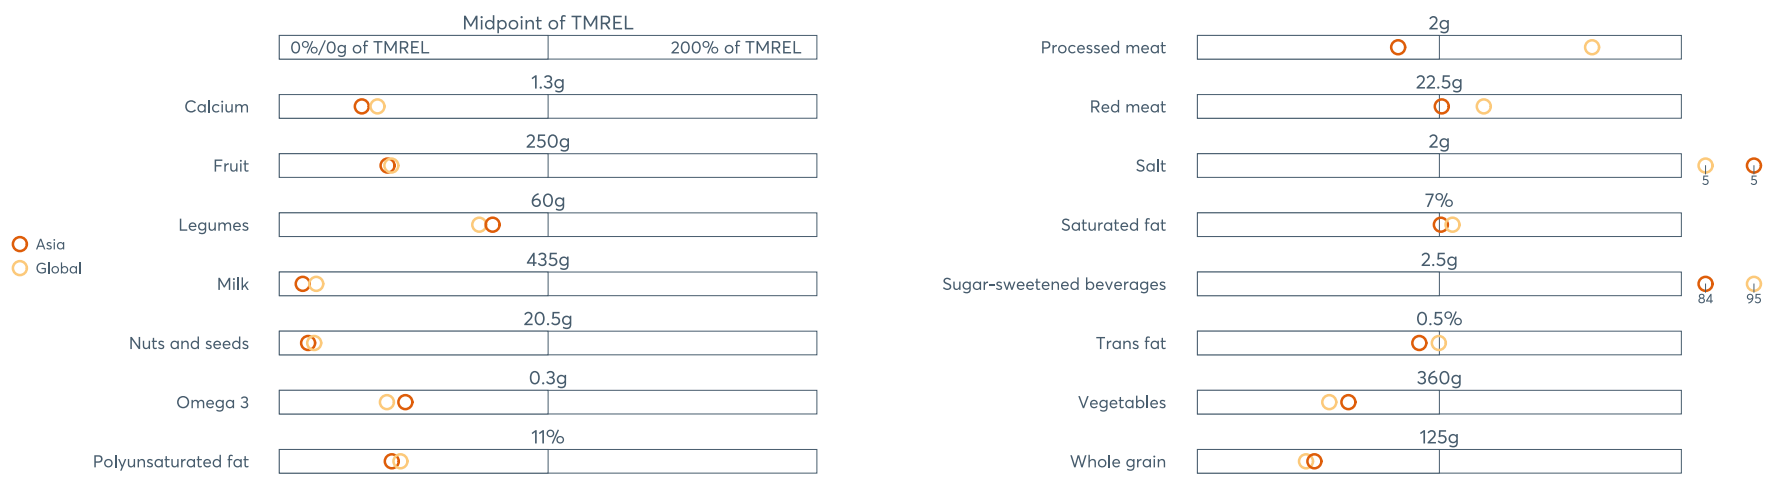 Midpoint of TMREL
0%/0g of TMREL
200% of TMREL
1.3g
Calcium
250g
Fruit
60g
Legumes
Asia
Global
435g
Milk
20.5g
Nuts and seeds
0.3g
Omega 3
11%
Polyunsaturated fat
2g
Processed meat
22.5g
Red meat
2g
Salt
5
5
7%
Saturated fat
2.5g
Sugar-sweetened beverages
84
95
0.5%
Trans fat
360g
Vegetables
125g
Whole grain